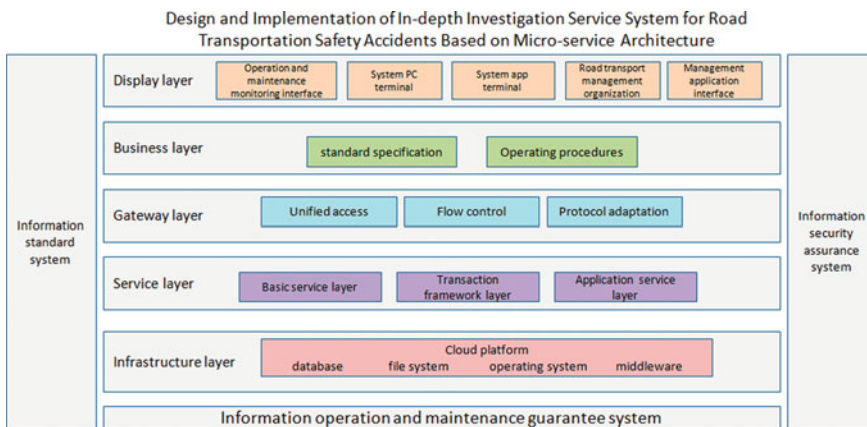 Design and Implementation of In-depth Investigation Service System for Road
Transportation Safety Accidents Based on Micro-service Architecture
Information
standard
system
Display layer
Operation and
maintenance
monitoring interface
System PC
terminal
System app
terminal
Road transport
management
organization
Management
application
interface
Business layer
standard specification
Operating procedures
Gateway layer
Unified access
Flow control
Protocol adaptation
Service layer
Basic service layer
Transaction
framework layer
Application service
layer
Infrastructure layer
Cloud platform
database file system operating system middleware
Information operation and maintenance guarantee system
Information
security
assurance
system